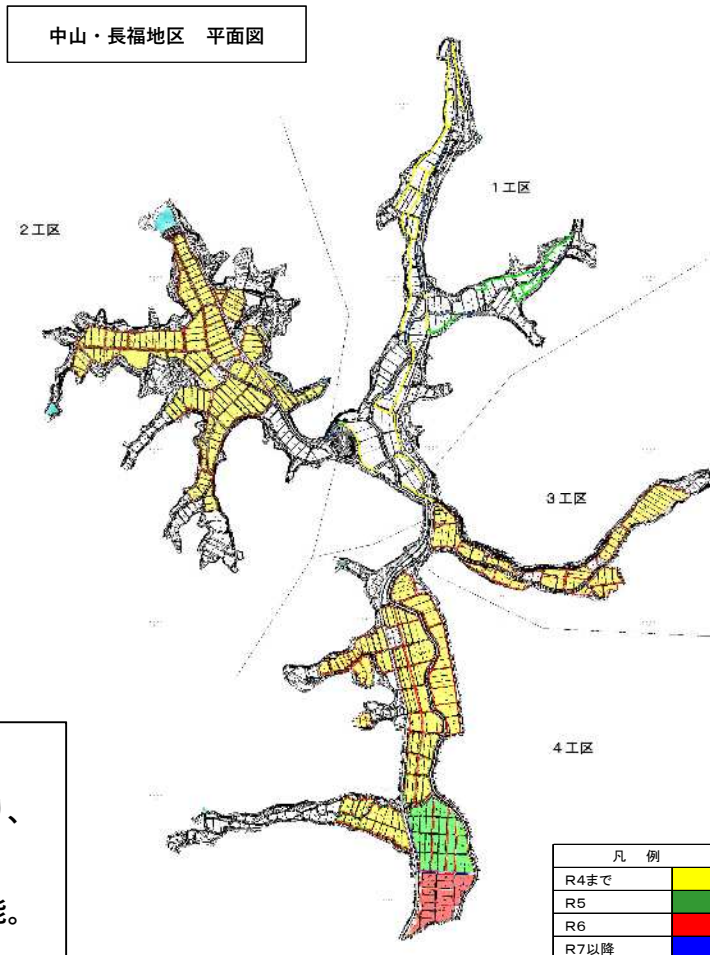 中山・長福地区　平面図
1工区
2工区
3工区
4工区
、
能。
凡　例
R4まで
R5
R6
R7以降